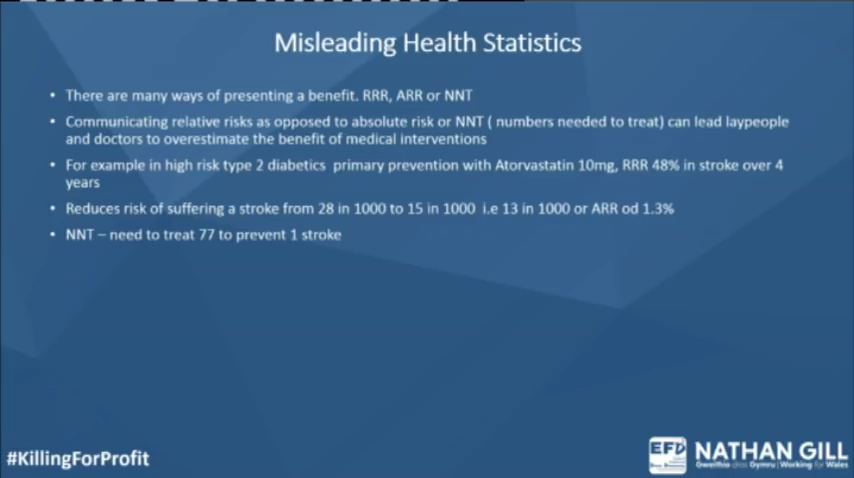 Misleading Health Statistics
• There are many ways of presenting a benefit. RRR, ARR or NNT
• Communicating relative risks as opposed to absolute risk or NNT ( numbers needed to treat) can lead laypeople
and doctors to overestimate the benefit of medical interventions
• For example in high risk type 2 diabetics primary prevention with Atorvastatin 10mg, RRR 48% in stroke over 4
years
• Reduces risk of suffering a stroke from 28 in 1000 to 15 in 1000 i.e 13 in 1000 or ARR od 1.3%
• NNT – need to treat 77 to prevent 1 stroke
#KillingForProfit
EFD
NATHAN GILL
Gweithio dros Gymru | Working for Wales